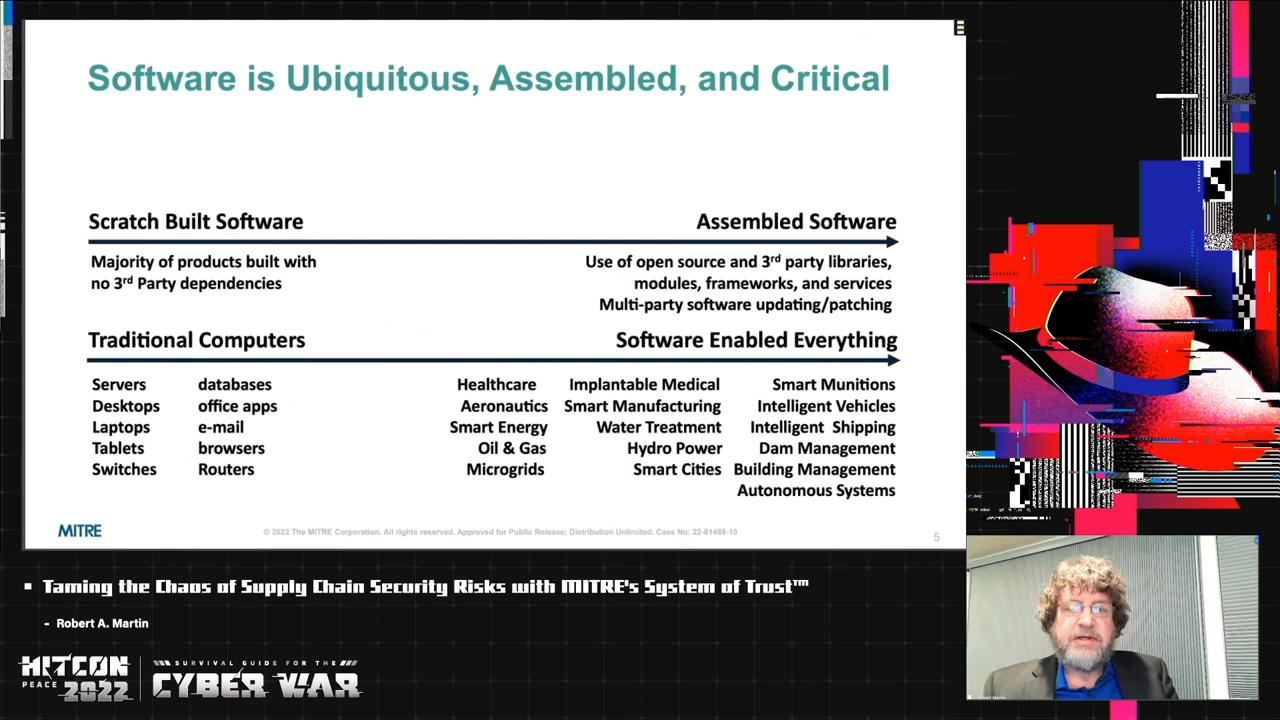 Software is Ubiquitous, Assembled, and Critical
Scratch Built Software
Assembled Software
Majority of products built with
no 3rd Party dependencies
Use of open source and 3rd party libraries,
modules, frameworks, and services
Multi-party software updating/patching
Traditional Computers
Software Enabled Everything
Servers databases
Desktops office apps
Laptops e-mail
Tablets browsers
Switches Routers
Healthcare Implantable Medical Smart Munitions
Aeronautics Smart Manufacturing Intelligent Vehicles
Smart Energy Water Treatment Intelligent Shipping
Oil & Gas Hydro Power Dam Management
Microgrids Smart Cities Building Management
Autonomous Systems
MITRE
© 2022 The MITRE Corporation. All rights reserved. Approved for Public Release; Distribution Unlimited. Case No: 22-01488-10
5
Taming the Chaos of Supply Chain Security Risks with MITRE's System of Trust™
- Robert A. Martin
HITCON
PEACE 2022
SURVIVAL GUIDE FOR THE
CYBER WAR
Robert Martin